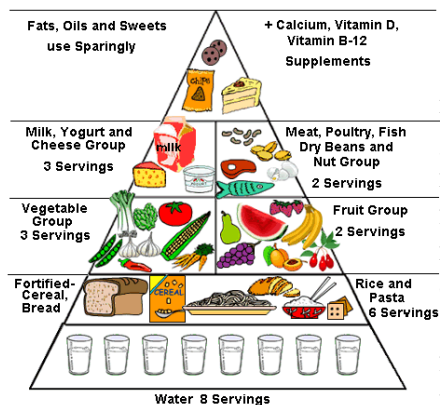 Fats, Oils and Sweets
use Sparingly
+ Calcium, Vitamin D,
Vitamin B-12
Supplements
chips
Milk, Yogurt and
Cheese Group
3 Servings
milk
Meat, Poultry, Fish
Dry Beans and
Nut Group
2 Servings
Vegetable
Group
3 Servings
Fruit Group
2 Servings
Fortified-
Cereal,
Bread
CEREAL
Rice and
Pasta
6 Servings
Water 8 Servings